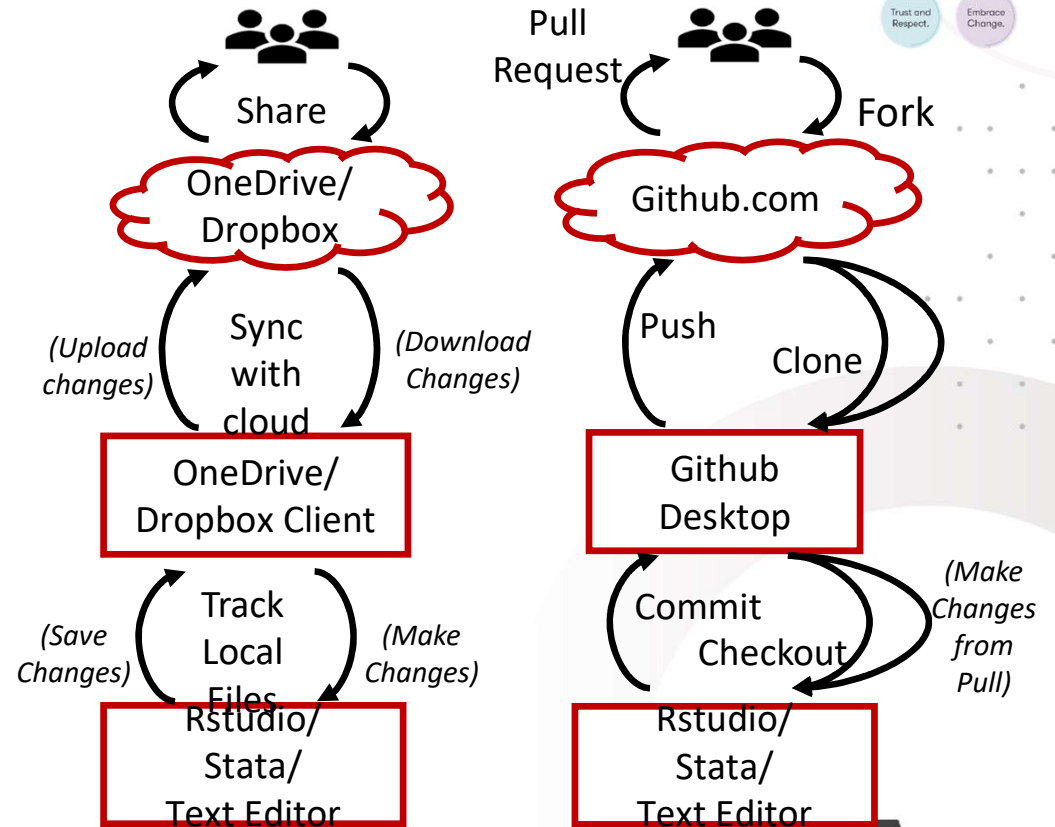 Trust and
Respect.
Embrace
Change.
Share
OneDrive/
Dropbox
(Upload
changes)
Sync
with
cloud
(Download
Changes)
OneDrive/
Dropbox Client
(Save
Changes)
Track
Local
Files
(Make
Changes)
Rstudio/
Stata/
Text Editor
Pull
Request
Fork
Github.com
Push
Clone
Github
Desktop
Commit
Checkout
(Make
Changes
from
Pull)
Rstudio/
Stata/
Text Editor